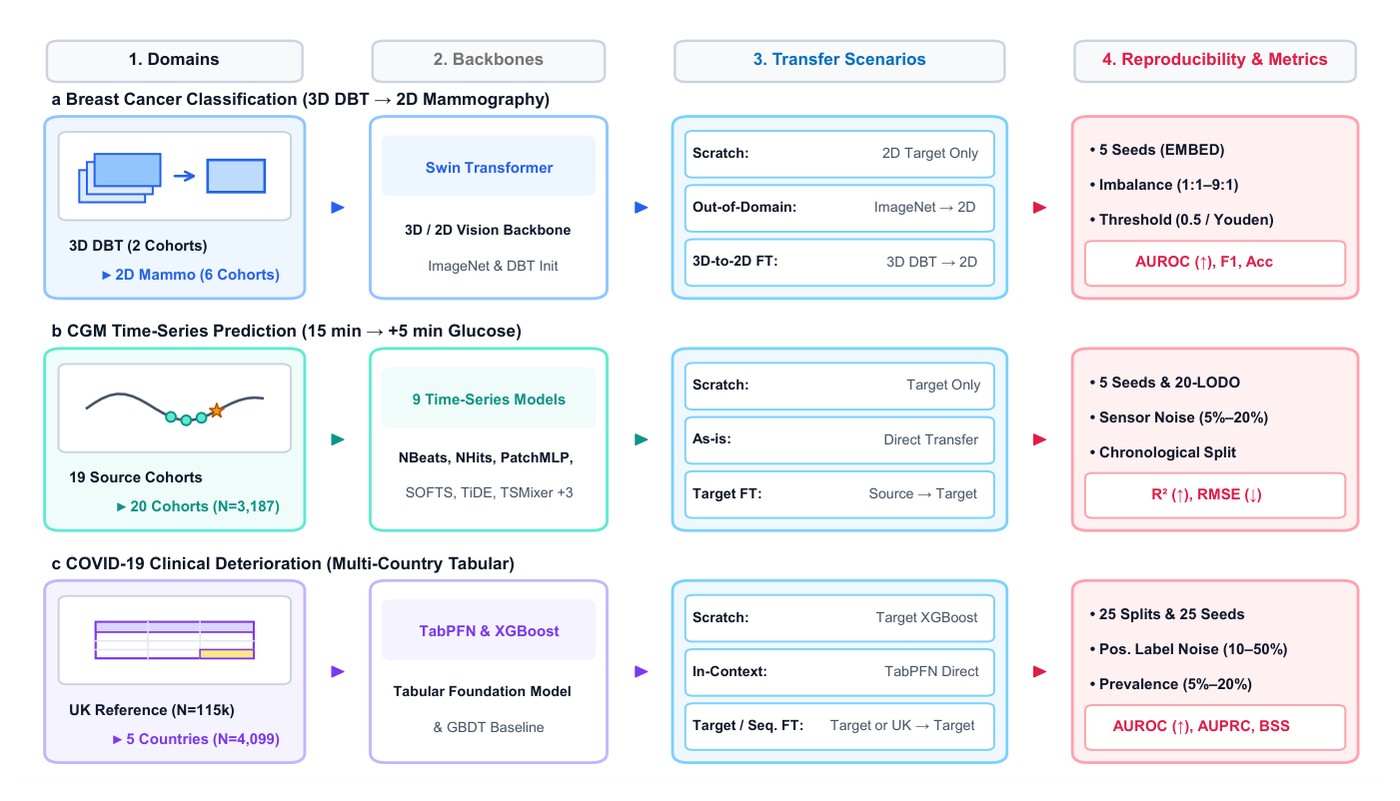 1. Domains
2. Backbones
3. Transfer Scenarios
4. Reproducibility & Metrics
a Breast Cancer Classification (3D DBT → 2D Mammography)
3D DBT (2 Cohorts)
► 2D Mammo (6 Cohorts)
Swin Transformer
3D / 2D Vision Backbone
ImageNet & DBT Init
Scratch: 2D Target Only
Out-of-Domain: ImageNet → 2D
3D-to-2D FT: 3D DBT → 2D
• 5 Seeds (EMBED)
• Imbalance (1:1–9:1)
• Threshold (0.5 / Youden)
AUROC (↑), F1, Acc
b CGM Time-Series Prediction (15 min → +5 min Glucose)
19 Source Cohorts
► 20 Cohorts (N=3,187)
9 Time-Series Models
NBeats, NHits, PatchMLP,
SOFTS, TiDE, TSMixer +3
Scratch: Target Only
As-is: Direct Transfer
Target FT: Source → Target
• 5 Seeds & 20-LODO
• Sensor Noise (5%–20%)
• Chronological Split
R² (↑), RMSE (↓)
c COVID-19 Clinical Deterioration (Multi-Country Tabular)
UK Reference (N=115k)
► 5 Countries (N=4,099)
TabPFN & XGBoost
Tabular Foundation Model
& GBDT Baseline
Scratch: Target XGBoost
In-Context: TabPFN Direct
Target / Seq. FT: Target or UK → Target
• 25 Splits & 25 Seeds
• Pos. Label Noise (10–50%)
• Prevalence (5%–20%)
AUROC (↑), AUPRC, BSS